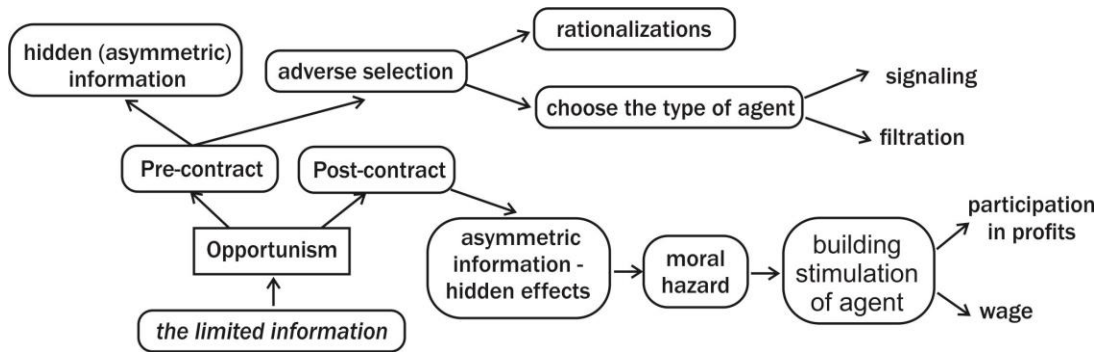 hidden (asymmetric)
information
adverse selection
rationalizations
choose the type of agent
signaling
filtration
Pre-contract
Post-contract
Opportunism
the limited information
asymmetric
information -
hidden effects
moral
hazard
building
stimulation
of agent
participation
in profits
wage